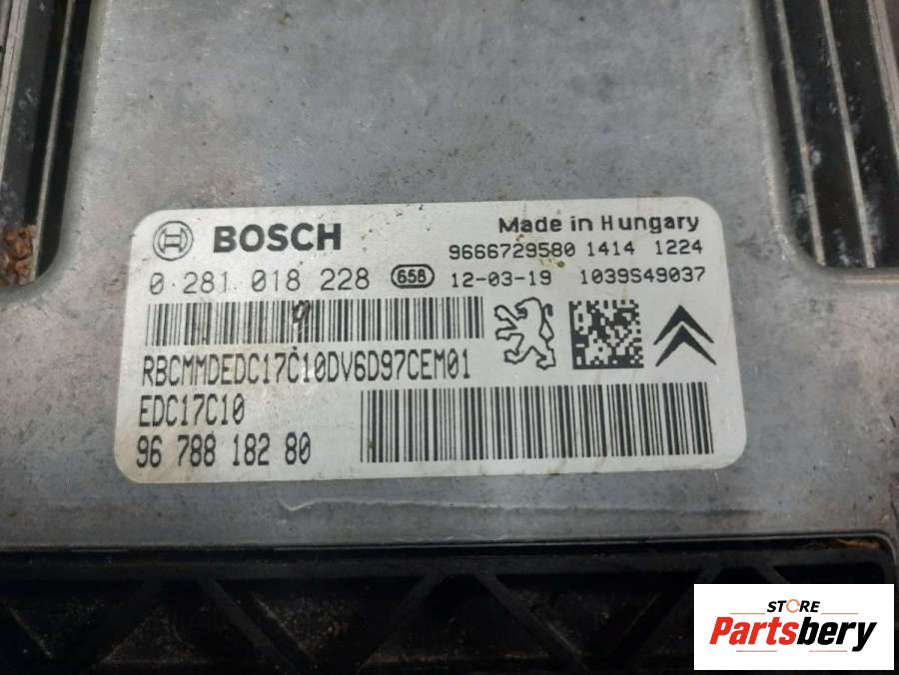 BOSCH
Made in Hungary
9666729580 1414 1224
0 281 018 228 658 12-03-19 1039S49037
RBCMMDEDC17C10DV6D97CEM01
EDC17C10
96 788 182 80
STORE
Partsbery